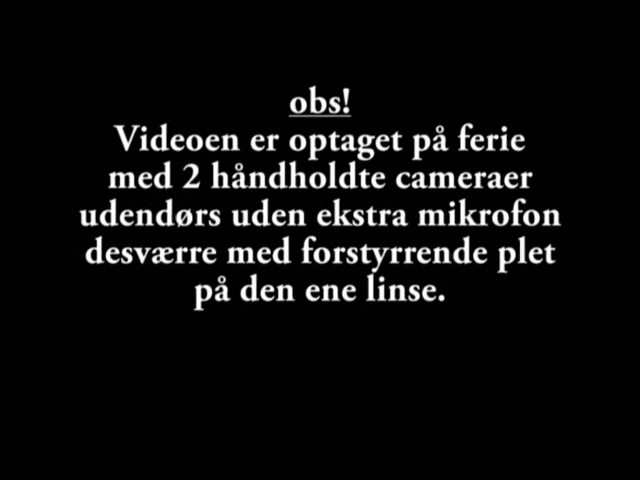 obs!
Videoen er optaget på ferie
med 2 håndholdte cameraer
udendørs uden ekstra mikrofon
desværre med forstyrrende plet
på den ene linse.